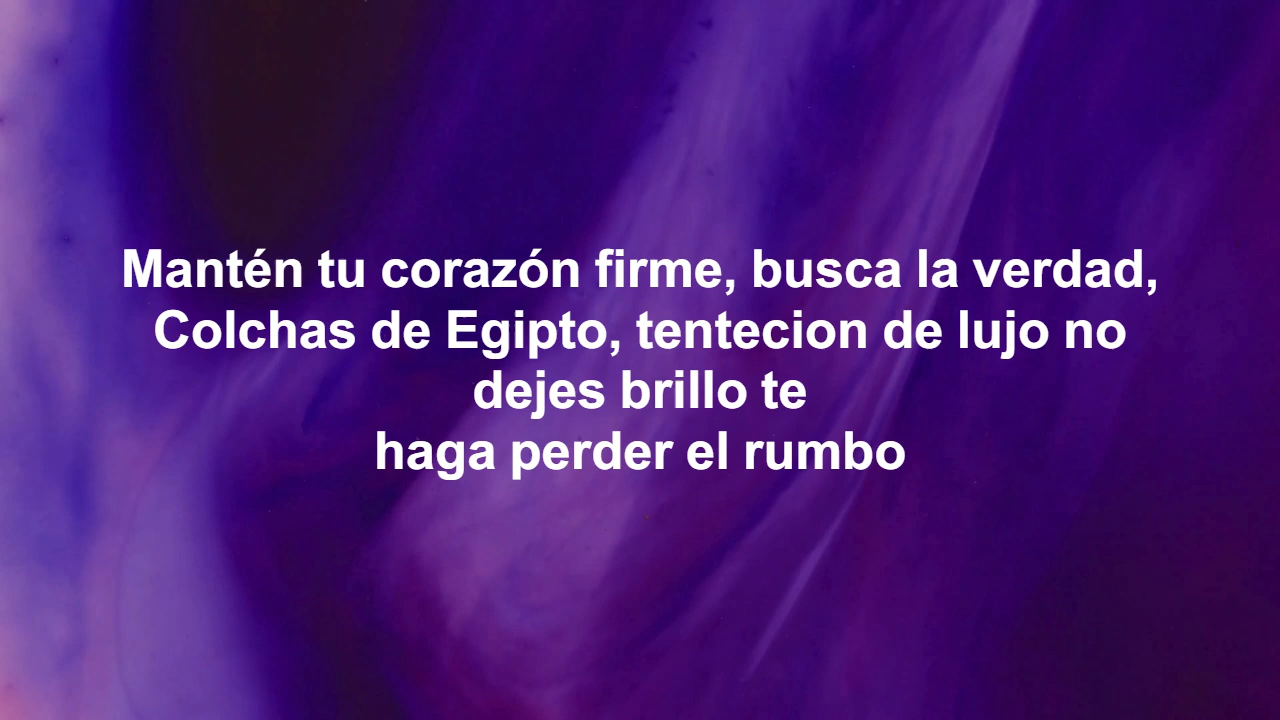 Mantén tu corazón firme, busca la verdad,
Colchas de Egipto, tentecion de lujo no
dejes brillo te
haga perder el rumbo